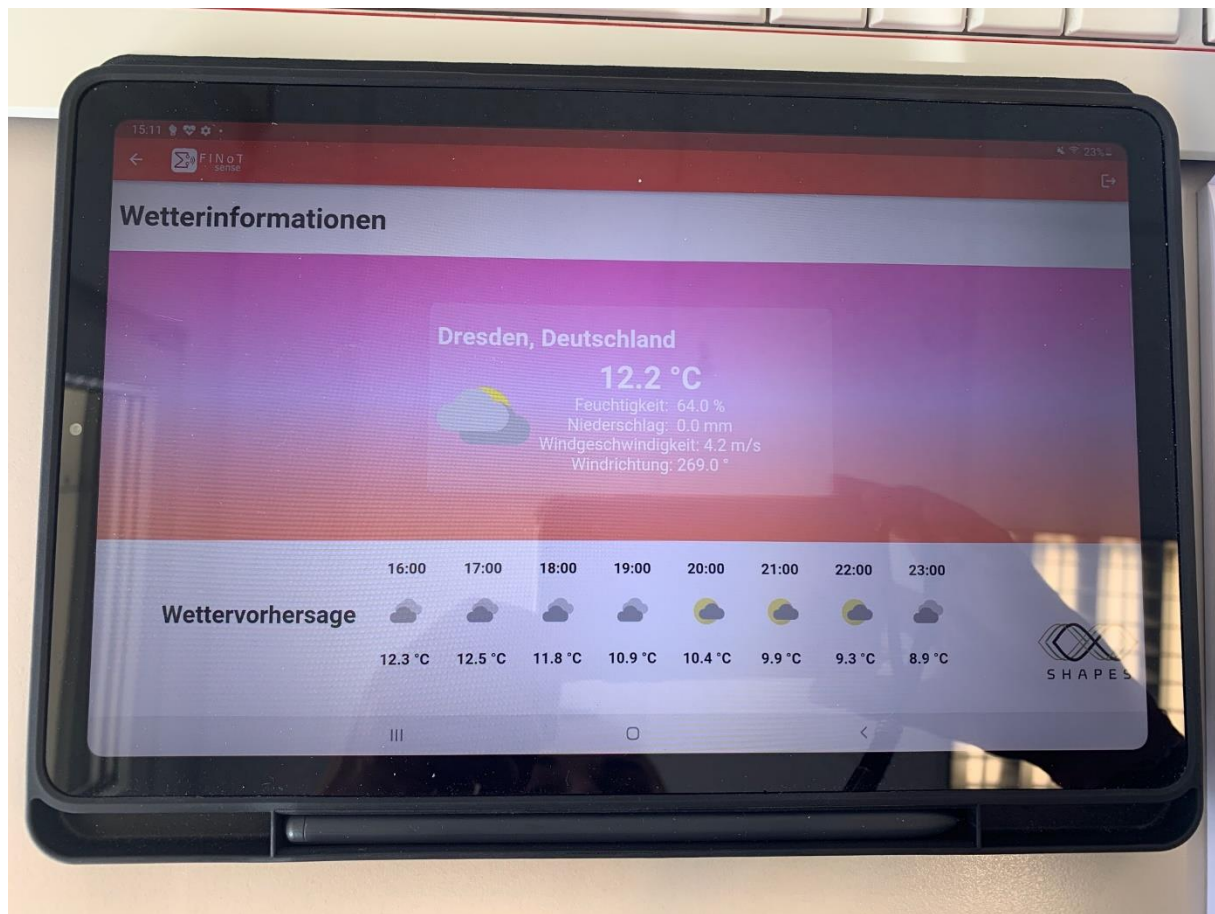 15:11
23%
FINoT
sense
Wetterinformationen
Dresden, Deutschland
12.2 °C
Feuchtigkeit: 64.0 %
Niederschlag: 0.0 mm
Windgeschwindigkeit: 4.2 m/s
Windrichtung: 269.0 °
16:00 17:00 18:00 19:00 20:00 21:00 22:00 23:00
Wettervorhersage
12.3 °C 12.5 °C 11.8 °C 10.9 °C 10.4 °C 9.9 °C 9.3 °C 8.9 °C
SHAPES